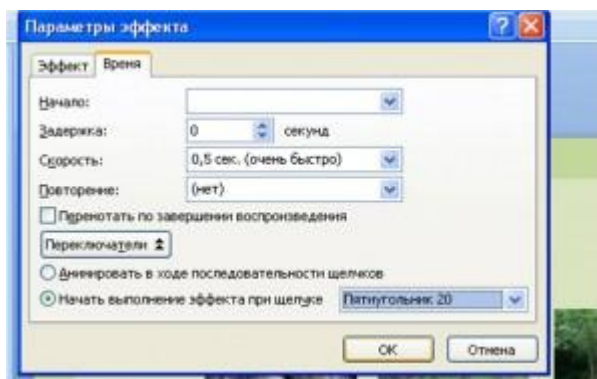 Параметры эффекта
Эффект Время
Начало:
Задержка: 0 секунд
Скорость: 0,5 сек. (очень быстро)
Повторение: (нет)
Перемотать по завершении воспроизведения
Переключатели
Анимировать в ходе последовательности щелчков
Начать выполнение эффекта при щелчке Пятиугольник 20
ОК Отмена